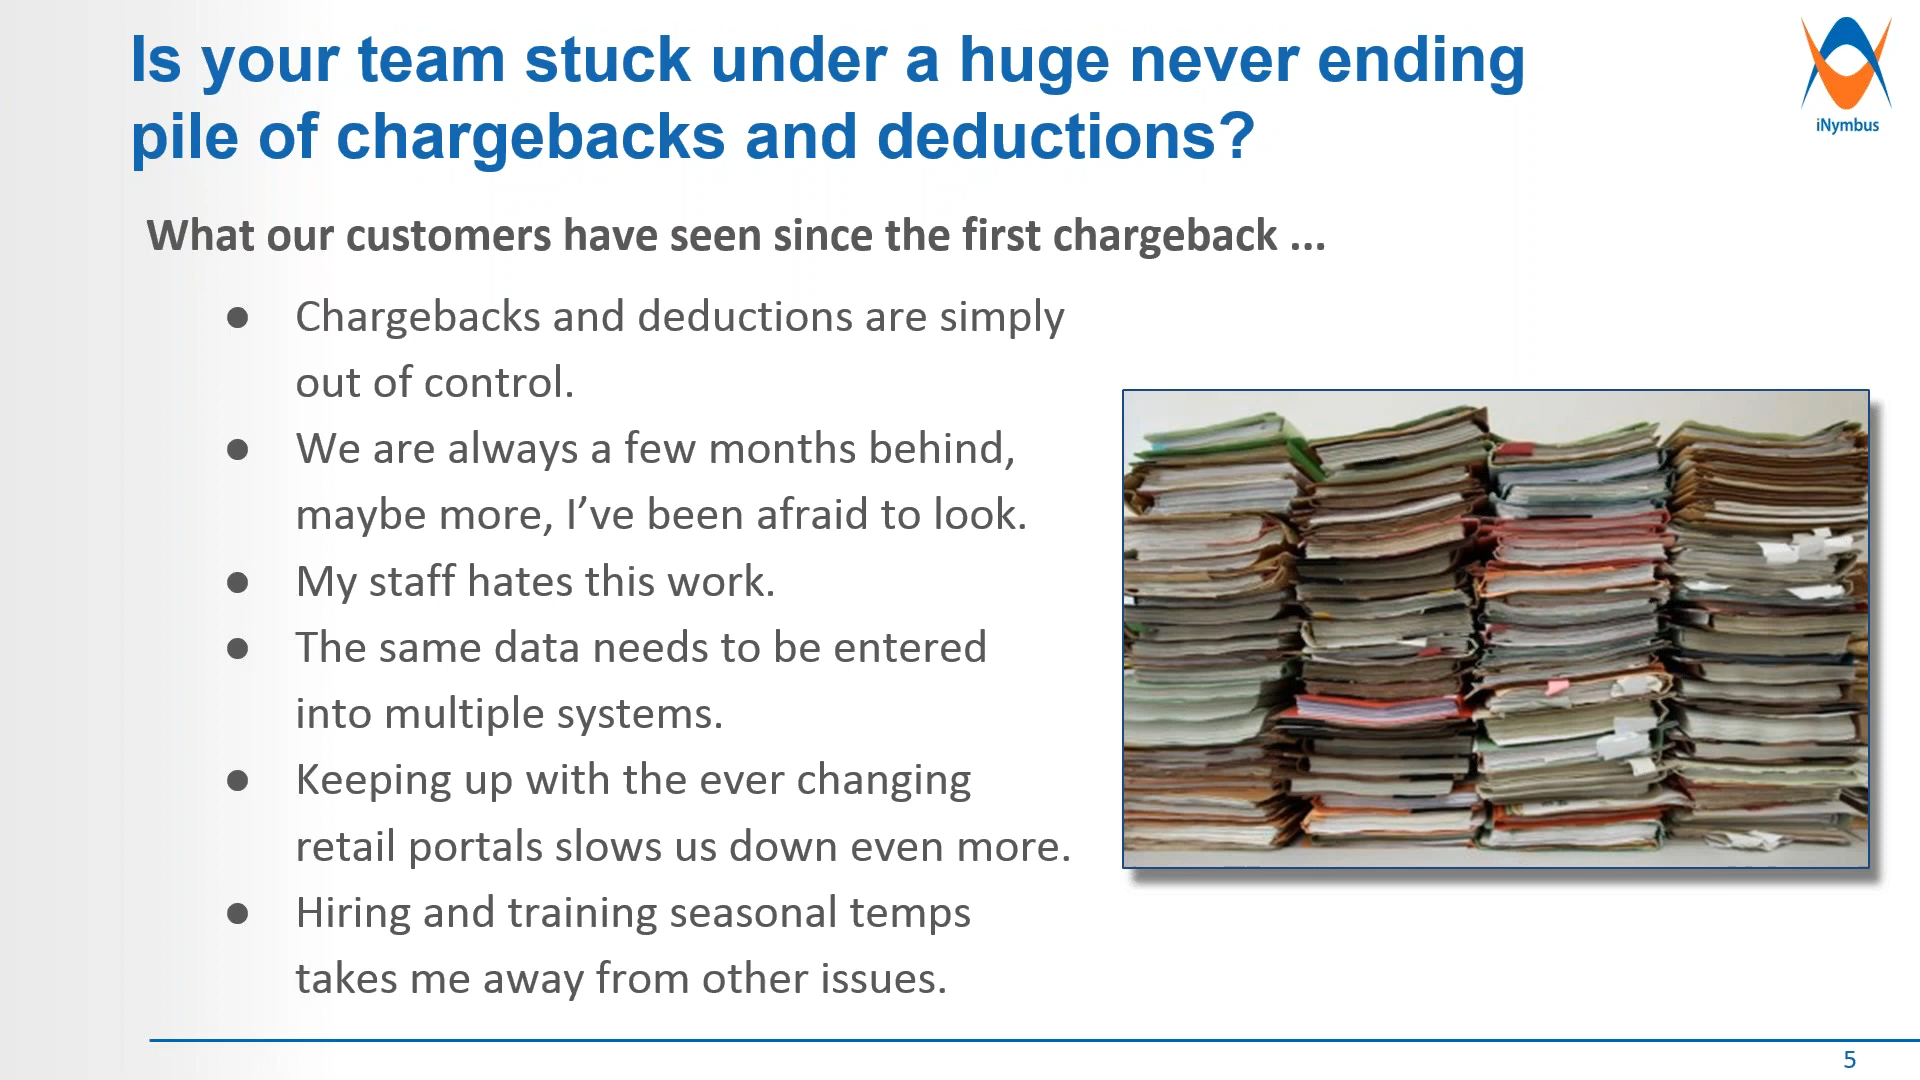 Is your team stuck under a huge never ending
pile of chargebacks and deductions?
iNymbus
What our customers have seen since the first chargeback ...
● Chargebacks and deductions are simply
out of control.
● We are always a few months behind,
maybe more, I’ve been afraid to look.
● My staff hates this work.
● The same data needs to be entered
into multiple systems.
● Keeping up with the ever changing
retail portals slows us down even more.
● Hiring and training seasonal temps
takes me away from other issues.
5